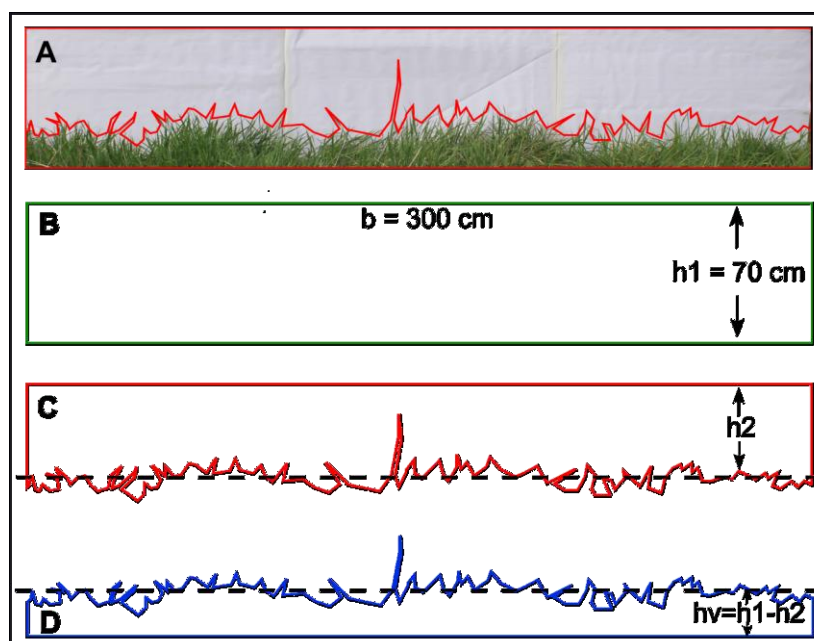 A
B
b = 300 cm
h1 = 70 cm
C
h2
D
hv=h1-h2